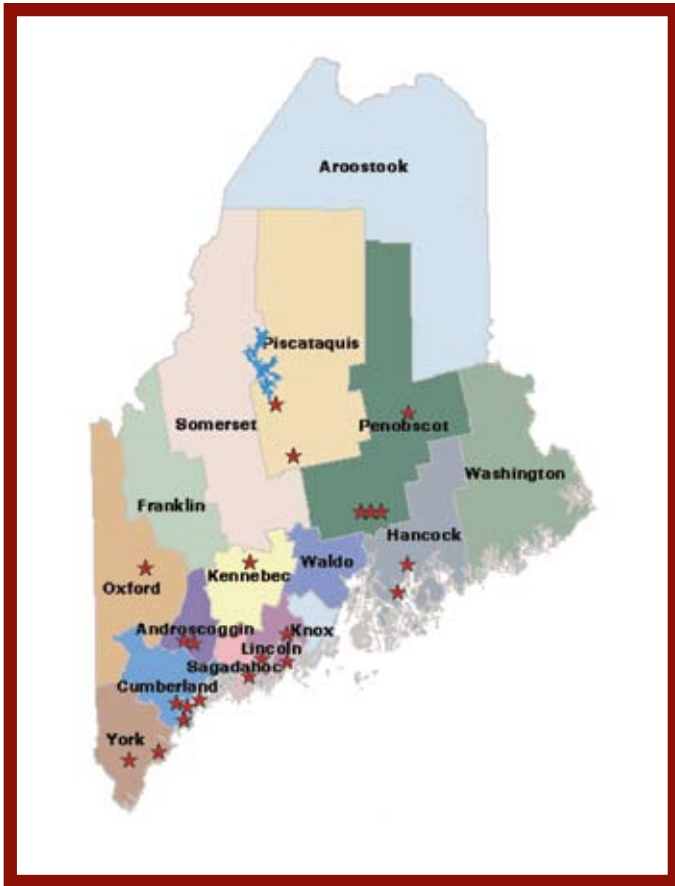 Aroostook
Piscataquis
Somerset
Penobscot
Washington
Franklin
Hancock
Waldo
Kennebec
Oxford
Androscoggin
Knox
Lincoln
Sagadahoc
Cumberland
York